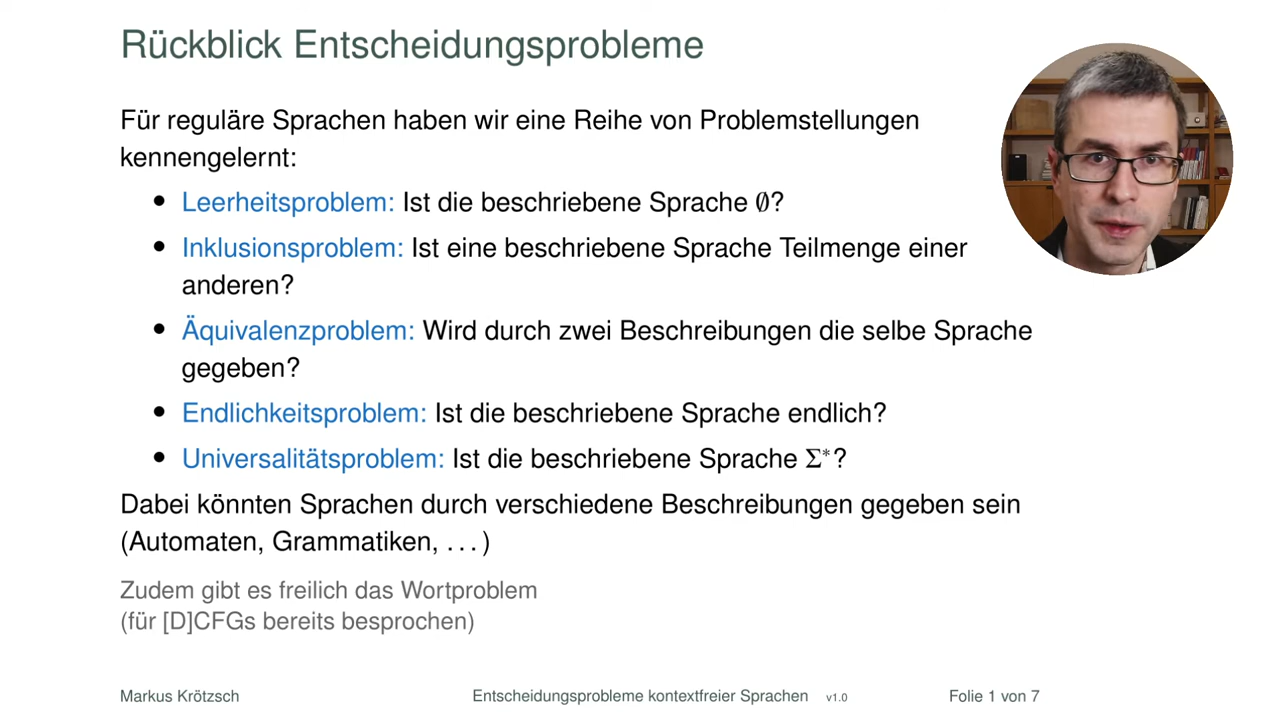 Rückblick Entscheidungsprobleme
Für reguläre Sprachen haben wir eine Reihe von Problemstellungen
kennengelernt:
• Leerheitsproblem: Ist die beschriebene Sprache ∅?
• Inklusionsproblem: Ist eine beschriebene Sprache Teilmenge einer
anderen?
• Äquivalenzproblem: Wird durch zwei Beschreibungen die selbe Sprache
gegeben?
• Endlichkeitsproblem: Ist die beschriebene Sprache endlich?
• Universalitätsproblem: Ist die beschriebene Sprache Σ*?
Dabei könnten Sprachen durch verschiedene Beschreibungen gegeben sein
(Automaten, Grammatiken, ...)
Zudem gibt es freilich das Wortproblem
(für [D]CFGs bereits besprochen)
Markus Krötzsch Entscheidungsprobleme kontextfreier Sprachen v1.0 Folie 1 von 7